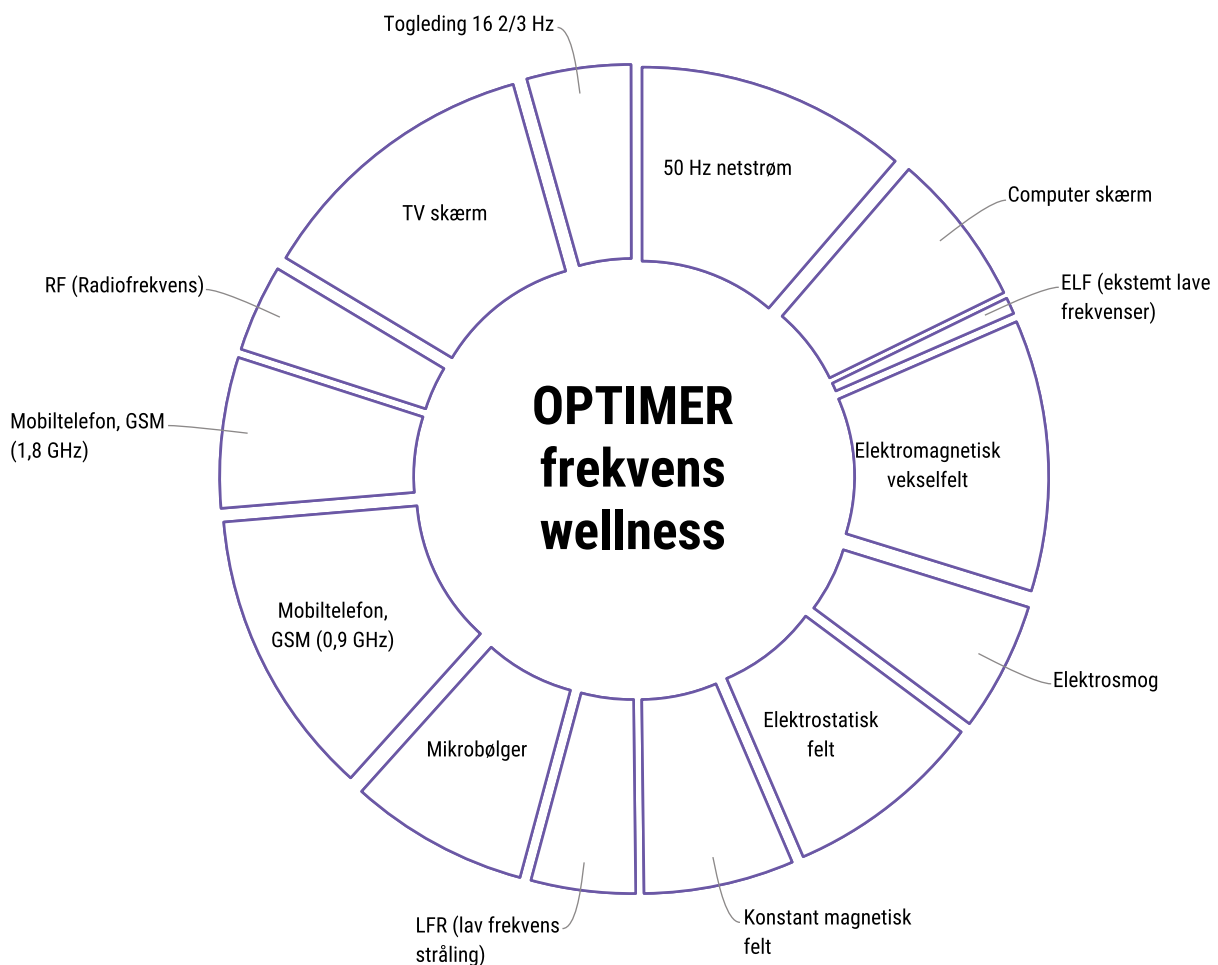 Togleding 16 2/3 Hz
50 Hz netstrøm
Computer skærm
ELF (ekstemt lave
frekvenser)
Elektromagnetisk
vekselfelt
Elektrosmog
Elektrostatisk
felt
Konstant magnetisk
felt
LFR (lav frekvens
stråling)
Mikrobølger
Mobiltelefon,
GSM (0,9 GHz)
Mobiltelefon, GSM
(1,8 GHz)
RF (Radiofrekvens)
TV skærm
OPTIMER
frekvens
wellness